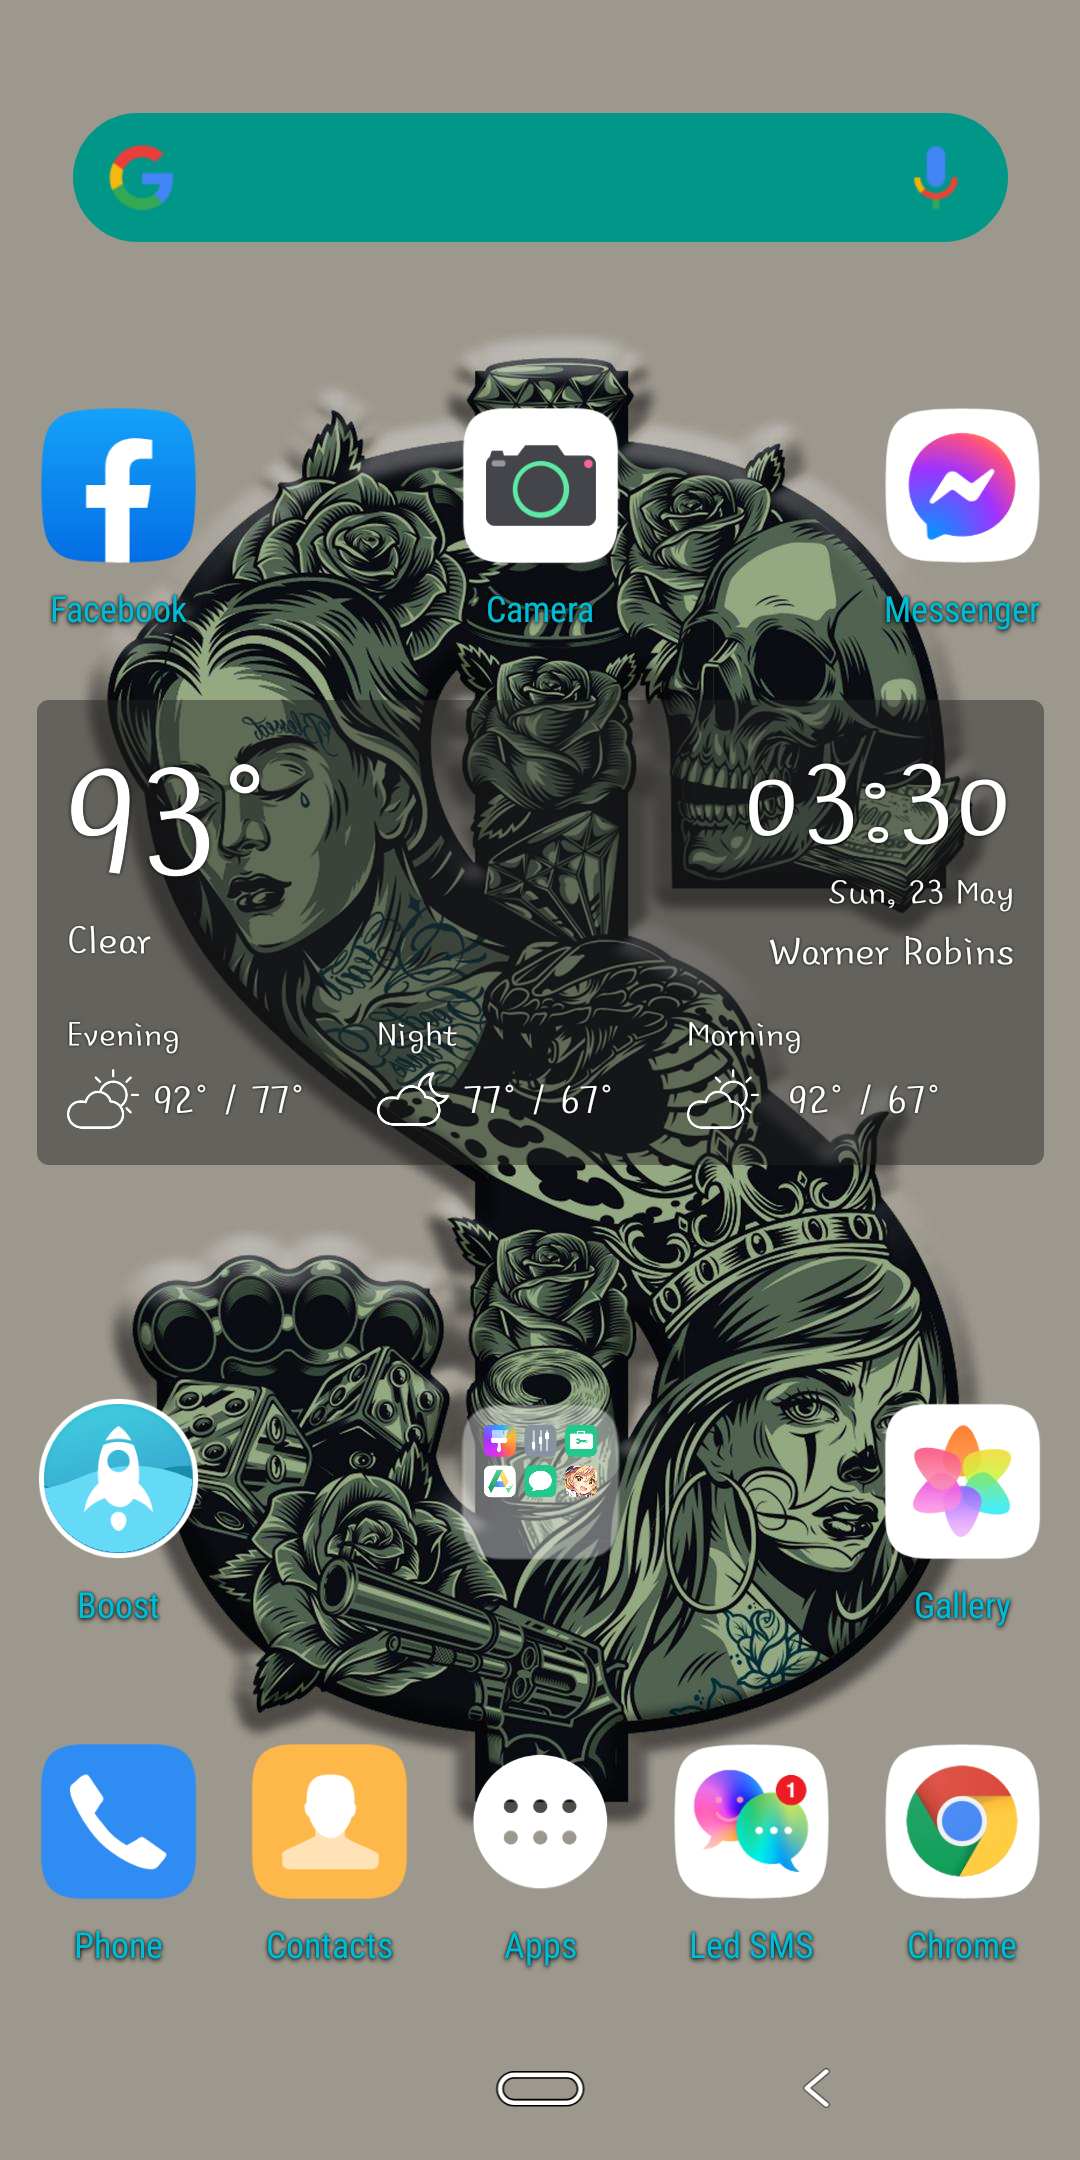 Facebook
Camera
Messenger
Blessed
93°
03:30
Sun, 23 May
Clear
Warner Robins
Evening
Night
Morning
92° / 77°
77° / 67°
92° / 67°
Boost
Gallery
1
Phone
Contacts
Apps
Led SMS
Chrome